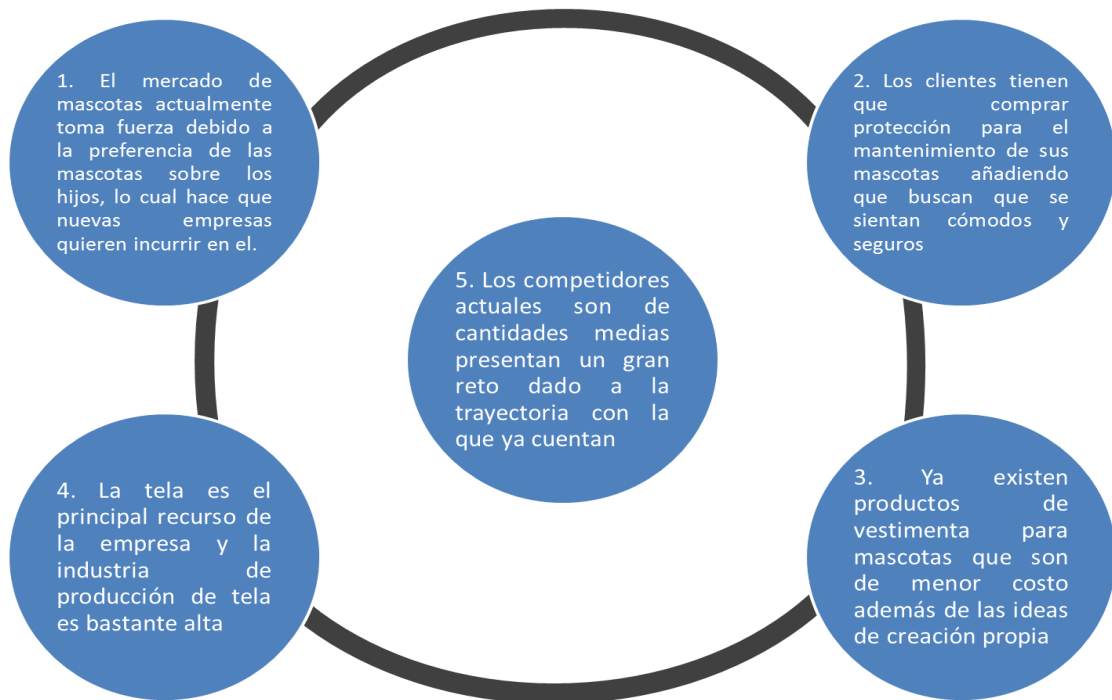 1. El mercado de
mascotas actualmente
toma fuerza debido a
la preferencia de las
mascotas sobre los
hijos, lo cual hace que
nuevas empresas
quieren incurrir en el.
2. Los clientes tienen
que comprar
protección para el
mantenimiento de sus
mascotas añadiendo
que buscan que se
sientan cómodos y
seguros
5. Los competidores
actuales son de
cantidades medias
presentan un gran
reto dado a la
trayectoria con la
que ya cuentan
4. La tela es el
principal recurso de
la empresa y la
industria de
producción de tela
es bastante alta
3. Ya existen
productos de
vestimenta para
mascotas que son
de menor costo
además de las ideas
de creación propia